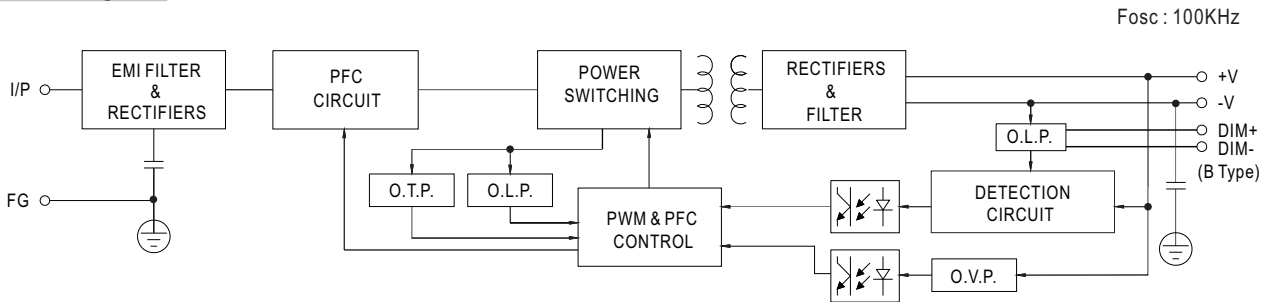 Fosc : 100KHz
I/P
EMI FILTER
&
RECTIFIERS
PFC
CIRCUIT
POWER
SWITCHING
RECTIFIERS
&
FILTER
+V
-V
DIM+
DIM-
(B Type)
O.L.P.
O.T.P.
O.L.P.
FG
PWM & PFC
CONTROL
DETECTION
CIRCUIT
O.V.P.